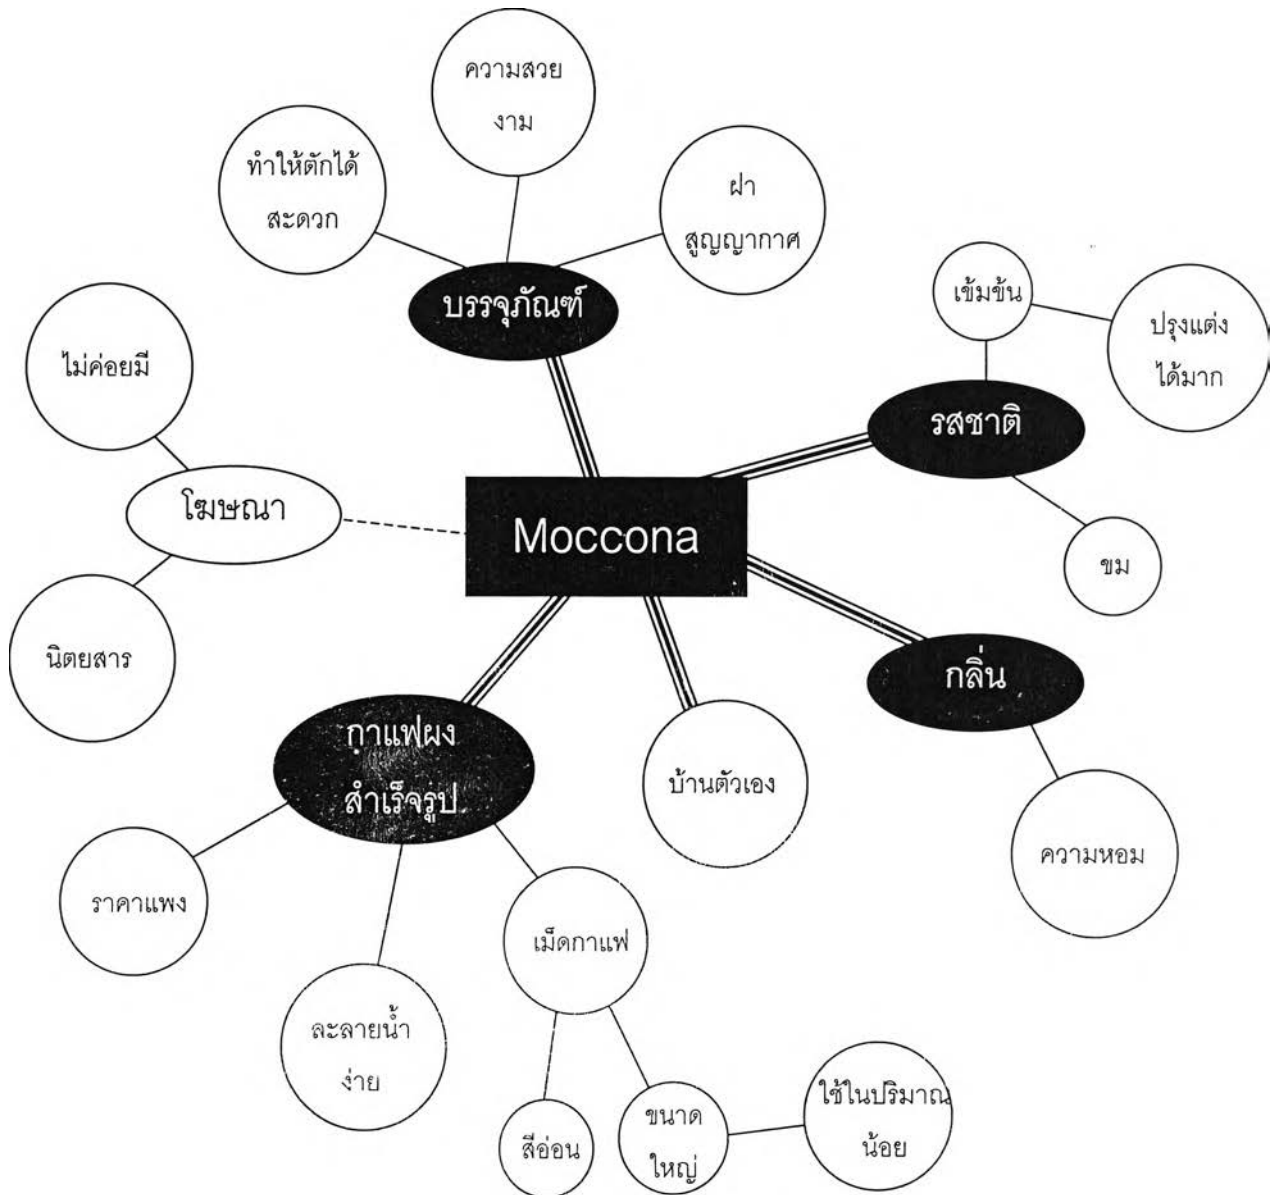 ความสวย
งาม
ทำให้ตักได้
สะดวก
ฝา
สูญญากาศ
บรรจุภัณฑ์
เข้มข้น
ปรุงแต่ง
ได้มาก
ไม่ค่อยมี
รสชาติ
โฆษณา
Moccona
ขม
นิตยสาร
กลิ่น
กาแฟผง
สำเร็จรูป
บ้านตัวเอง
ความหอม
ราคาแพง
เม็ดกาแฟ
ละลายน้ำ
ง่าย
สีอ่อน
ขนาด
ใหญ่
ใช้ในปริมาณ
น้อย